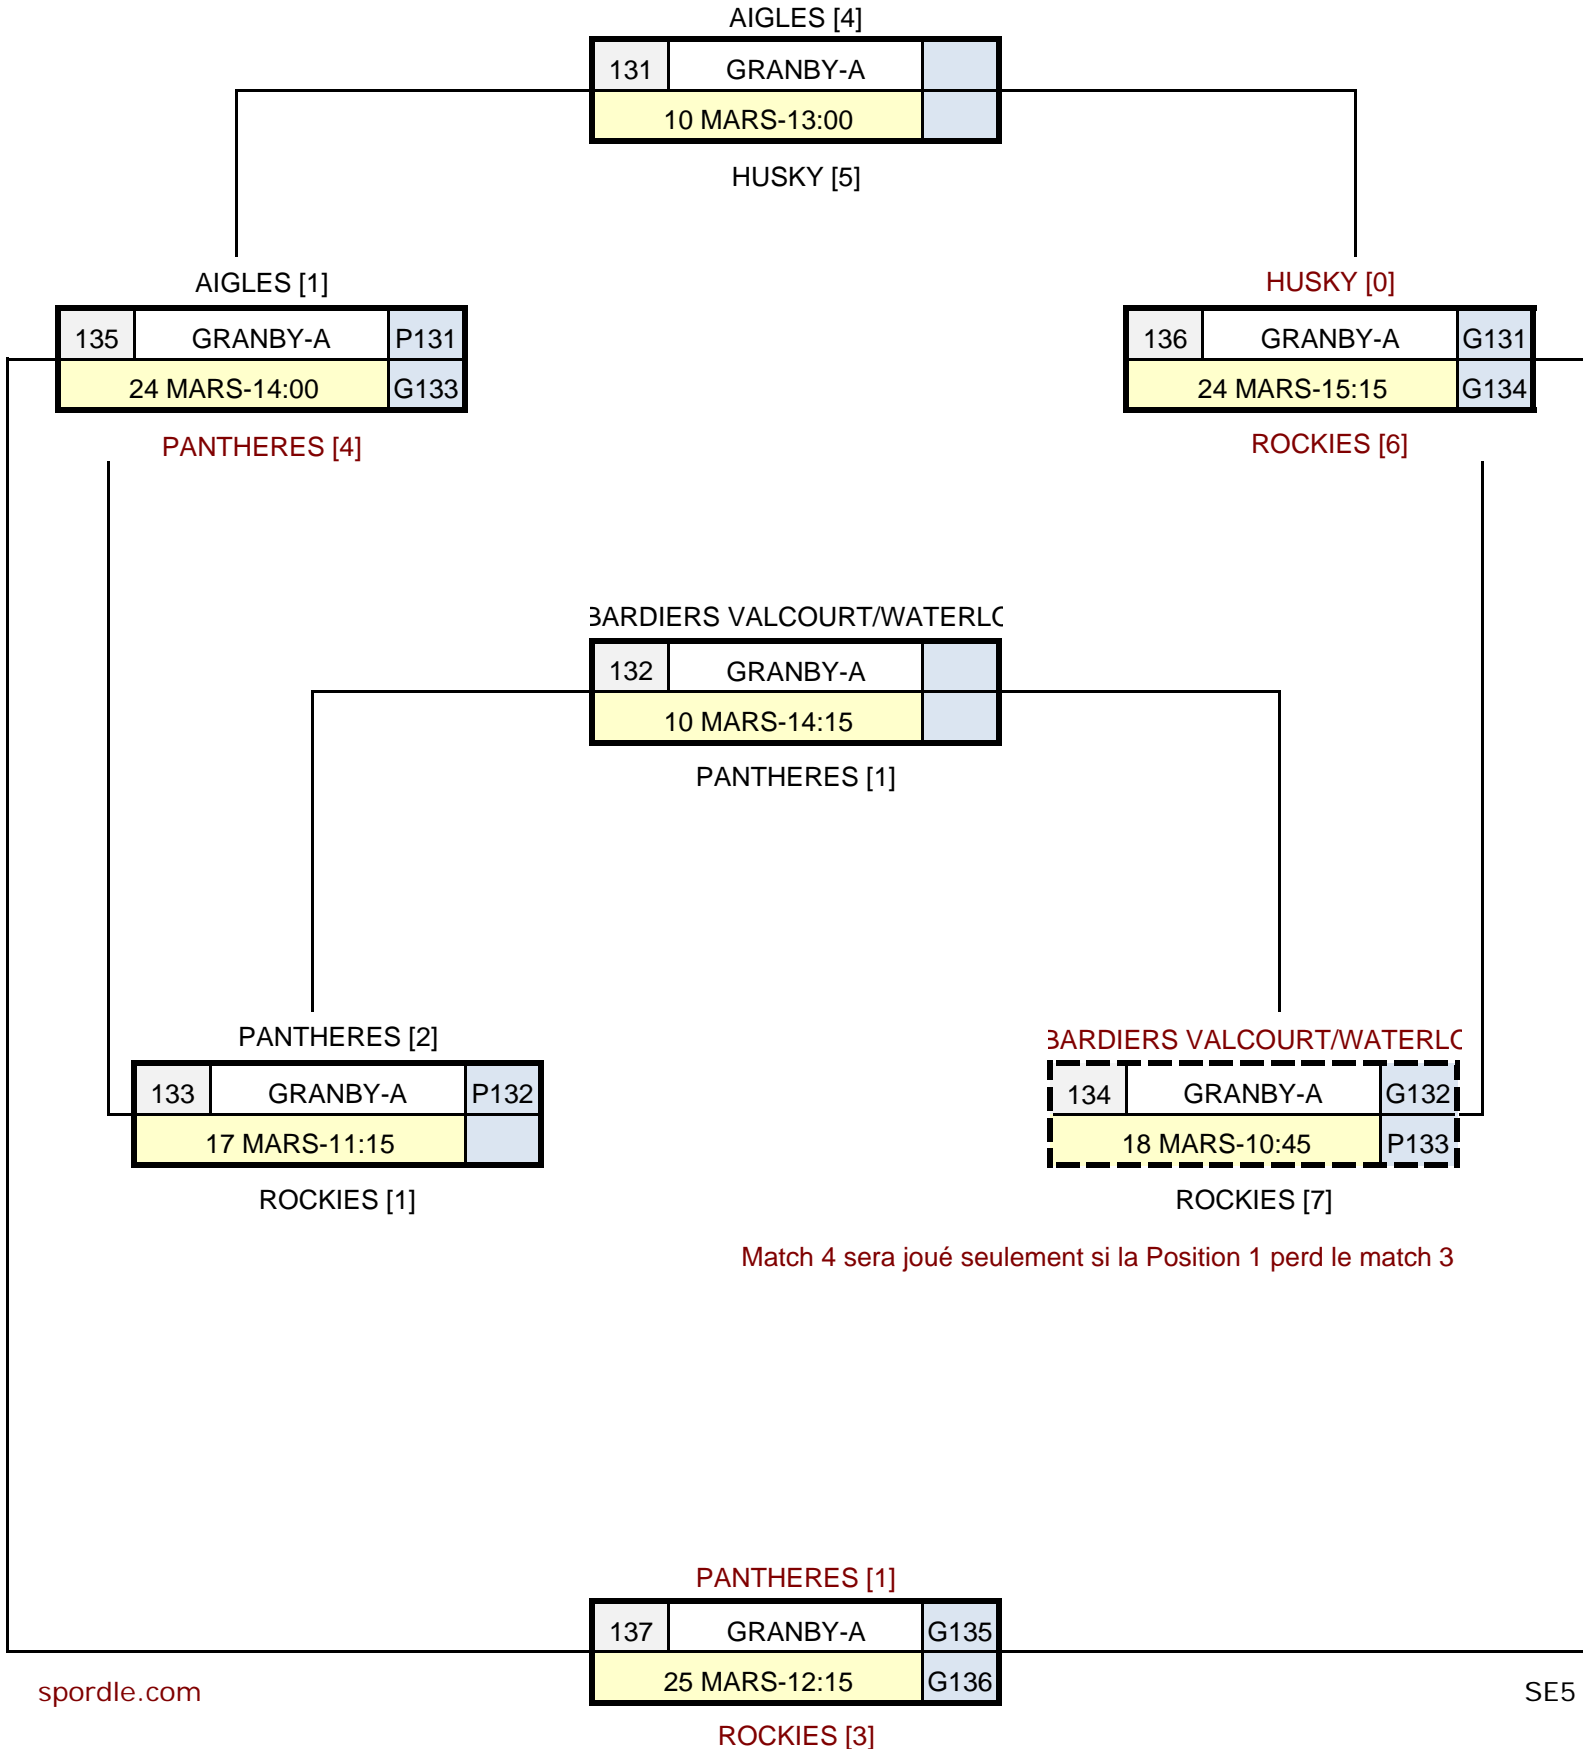 AIGLES [4]
131 GRANBY-A
10 MARS-13:00
HUSKY [5]
AIGLES [1]
135 GRANBY-A P131
24 MARS-14:00 G133
PANTHERES [4]
HUSKY [0]
136 GRANBY-A G131
24 MARS-15:15 G134
ROCKIES [6]
BARDIERS VALCOURT/WATERLO
132 GRANBY-A
10 MARS-14:15
PANTHERES [1]
PANTHERES [2]
133 GRANBY-A P132
17 MARS-11:15
ROCKIES [1]
BARDIERS VALCOURT/WATERLO
134 GRANBY-A G132
18 MARS-10:45 P133
ROCKIES [7]
Match 4 sera joué seulement si la Position 1 perd le match 3
PANTHERES [1]
137 GRANBY-A G135
25 MARS-12:15 G136
ROCKIES [3]
spordle.com
SE5